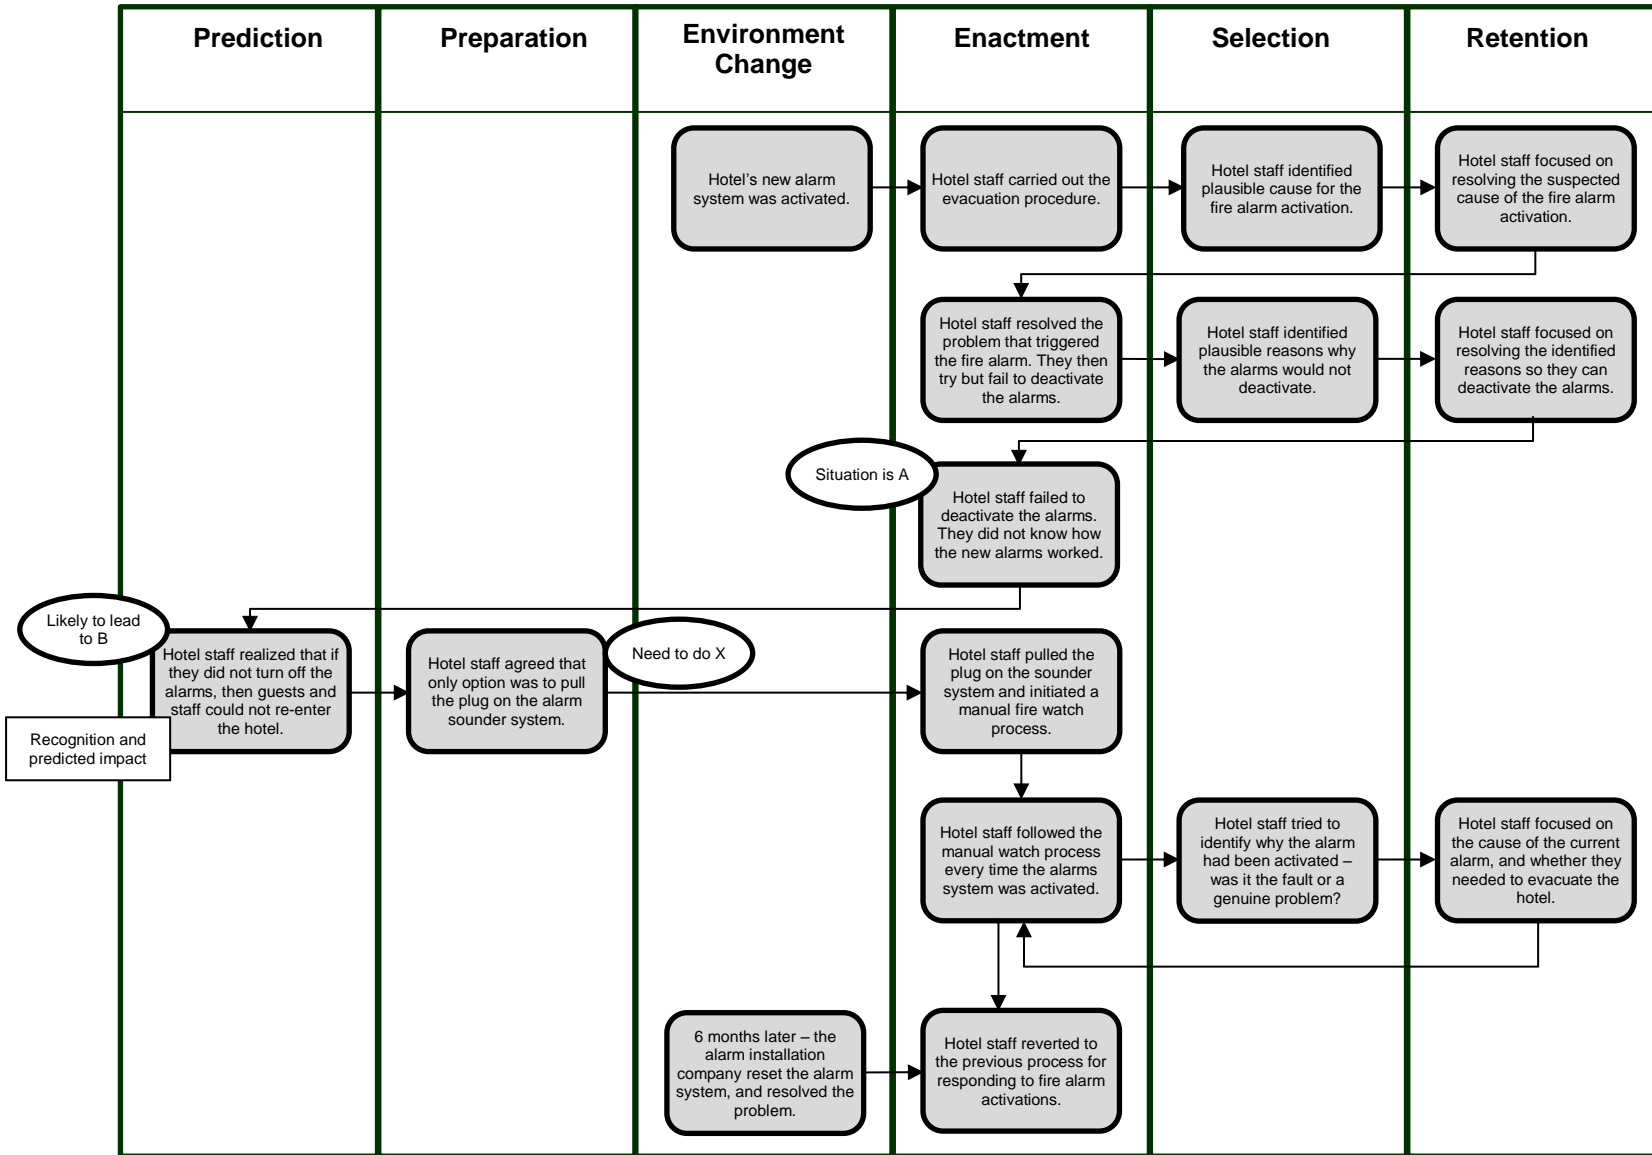 Prediction
Preparation
Environment
Change
Enactment
Selection
Retention
Hotel’s new alarm
system was activated.
Hotel staff carried out the
evacuation procedure.
Hotel staff identified
plausible cause for the
fire alarm activation.
Hotel staff focused on
resolving the suspected
cause of the fire alarm
activation.
Hotel staff resolved the
problem that triggered
the fire alarm. They then
try but fail to deactivate
the alarms.
Hotel staff identified
plausible reasons why
the alarms would not
deactivate.
Hotel staff focused on
resolving the identified
reasons so they can
deactivate the alarms.
Situation is A
Hotel staff failed to
deactivate the alarms.
They did not know how
the new alarms worked.
Likely to lead
to B
Hotel staff realized that if
they did not turn off the
alarms, then guests and
staff could not re-enter
the hotel.
Recognition and
predicted impact
Hotel staff agreed that
only option was to pull
the plug on the alarm
sounder system.
Need to do X
Hotel staff pulled the
plug on the sounder
system and initiated a
manual fire watch
process.
Hotel staff followed the
manual watch process
every time the alarms
system was activated.
Hotel staff tried to
identify why the alarm
had been activated –
was it the fault or a
genuine problem?
Hotel staff focused on
the cause of the current
alarm, and whether they
needed to evacuate the
hotel.
6 months later – the
alarm installation
company reset the alarm
system, and resolved the
problem.
Hotel staff reverted to
the previous process for
responding to fire alarm
activations.